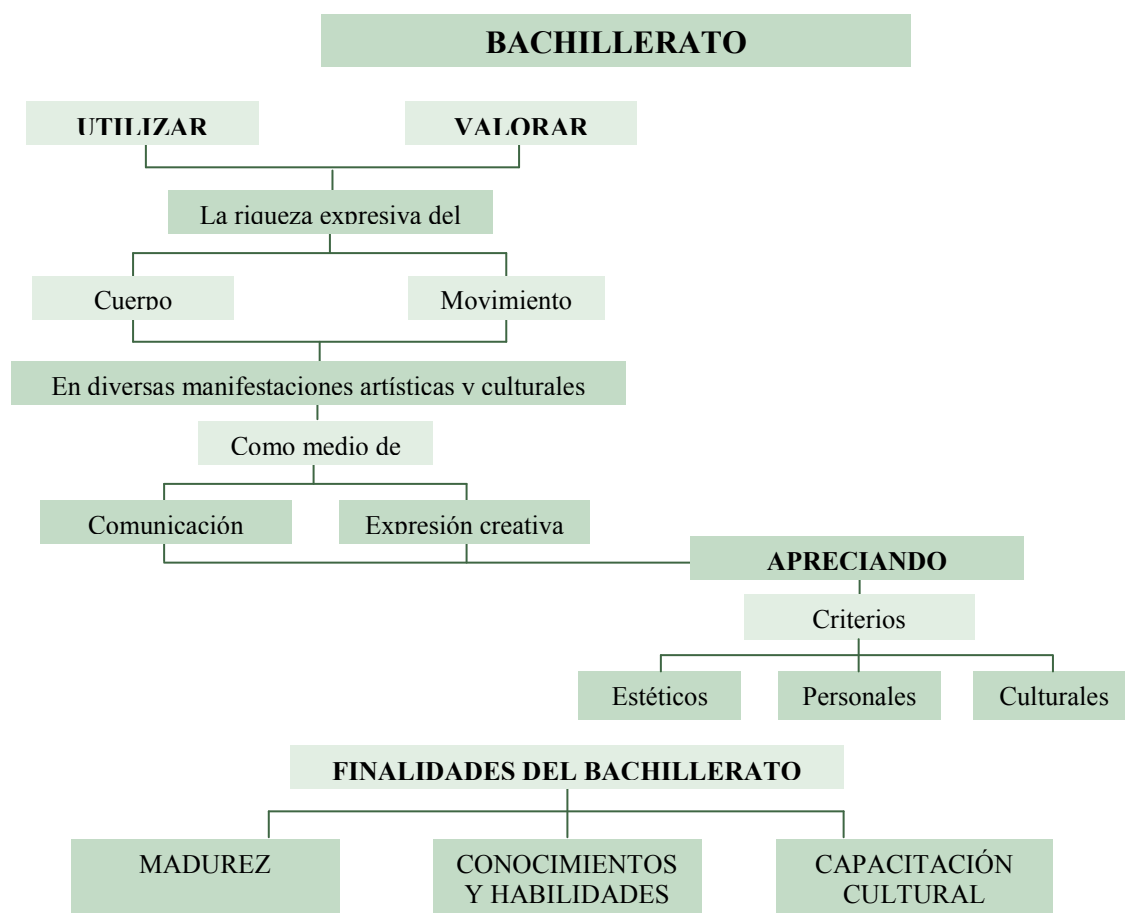 BACHILLERATO
UTILIZAR
VALORAR
La riqueza expresiva del
Cuerpo
Movimiento
En diversas manifestaciones artísticas y culturales
Como medio de
Comunicación
Expresión creativa
APRECIANDO
Criterios
Estéticos
Personales
Culturales
FINALIDADES DEL BACHILLERATO
MADUREZ
CONOCIMIENTOS
Y HABILIDADES
CAPACITACIÓN
CULTURAL